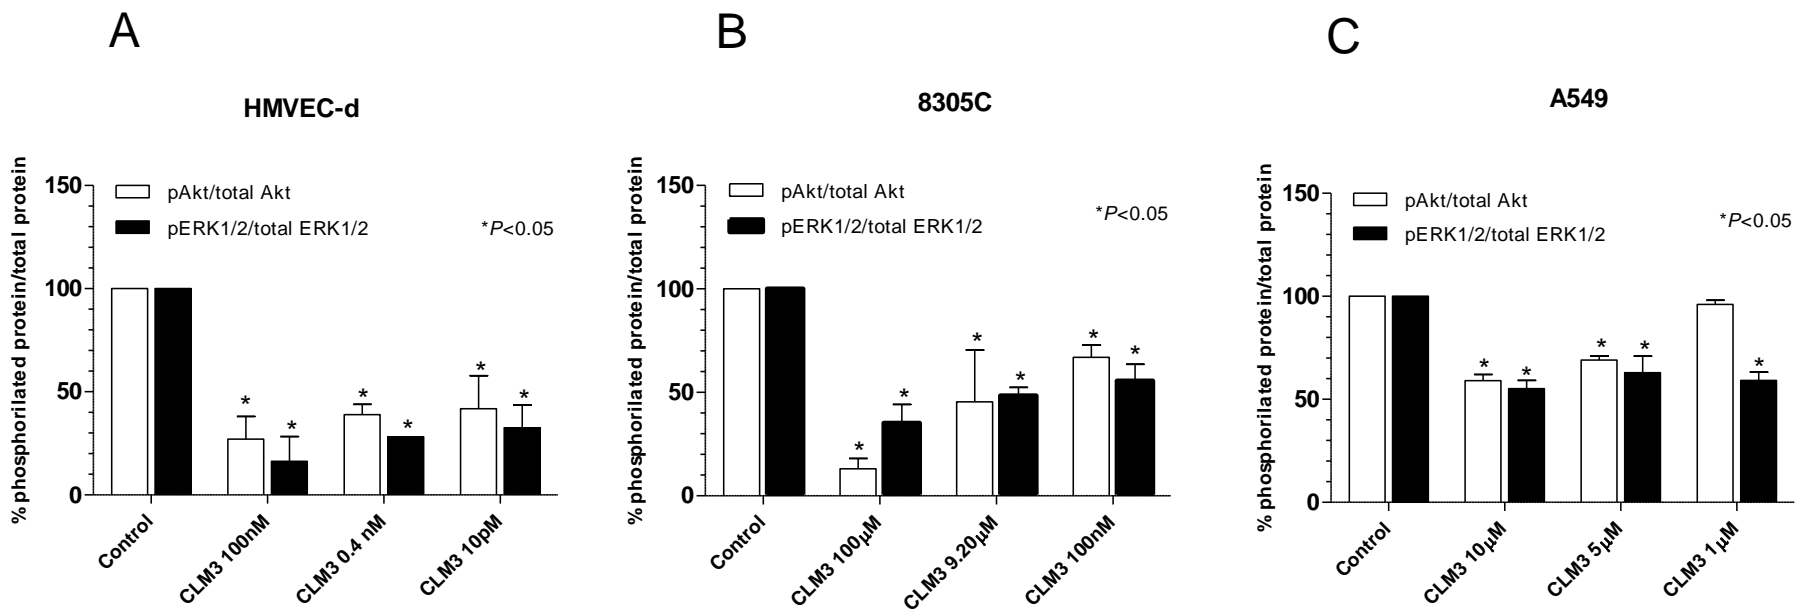 A
HMVEC-d
% phosphorilated protein/total protein
150
100
50
0
pAkt/total Akt
pERK1/2/total ERK1/2
*P<0.05
* * * * * *
Control
CLM3 100nM
CLM3 0.4 nM
CLM3 10pM
B
8305C
% phosphorilated protein/total protein
150
100
50
0
pAkt/total Akt
pERK1/2/total ERK1/2
*P<0.05
* * * * * *
Control
CLM3 100µM
CLM3 9.20µM
CLM3 100nM
C
A549
% phosphorilated protein/total protein
150
100
50
0
pAkt/total Akt
pERK1/2/total ERK1/2
*P<0.05
* * * * *
Control
CLM3 10µM
CLM3 5µM
CLM3 1µM